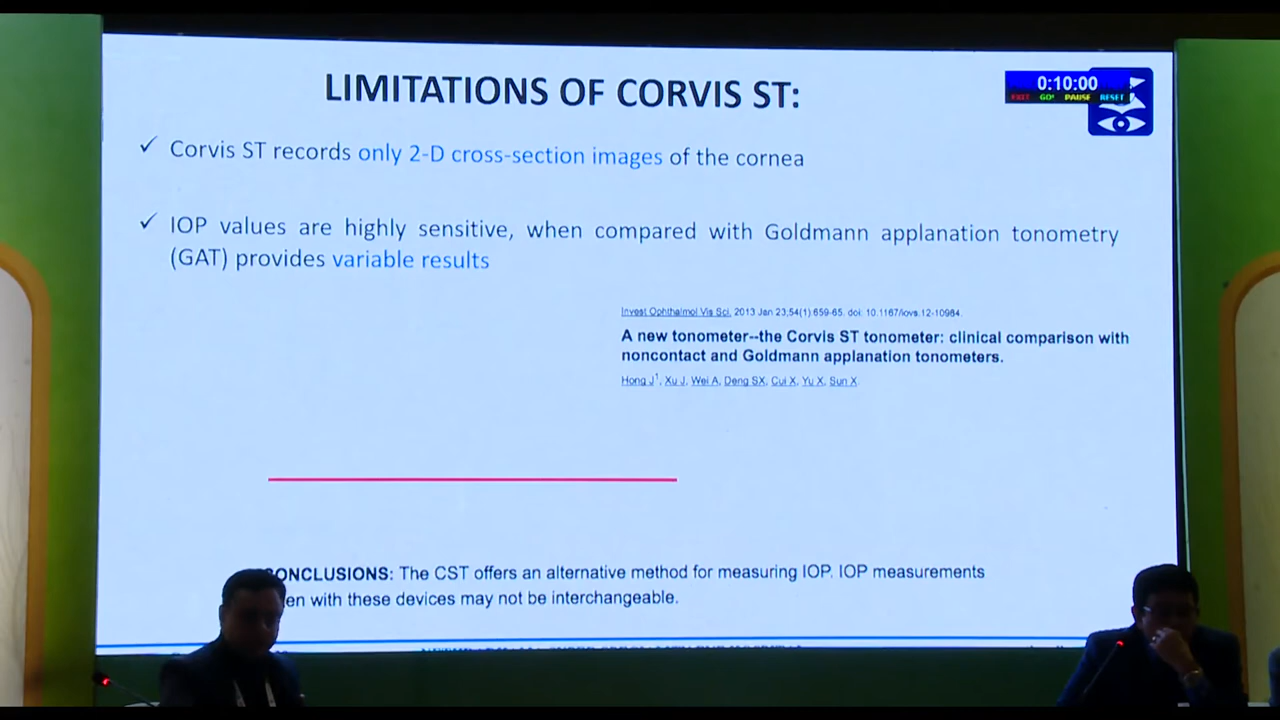 LIMITATIONS OF CORVIS ST:
0:10:00
EXIT GO! PAUSE RESET
✓ Corvis ST records only 2-D cross-section images of the cornea
✓ IOP values are highly sensitive, when compared with Goldmann applanation tonometry
(GAT) provides variable results
Invest Ophthalmol Vis Sci. 2013 Jan 23;54(1):659-65. doi: 10.1167/iovs.12-10984.
A new tonometer--the Corvis ST tonometer: clinical comparison with
noncontact and Goldmann applanation tonometers.
Hong J1, Xu J, Wei A, Deng SX, Cui X, Yu X, Sun X.
ONCLUSIONS: The CST offers an alternative method for measuring IOP. IOP measurements
en with these devices may not be interchangeable.